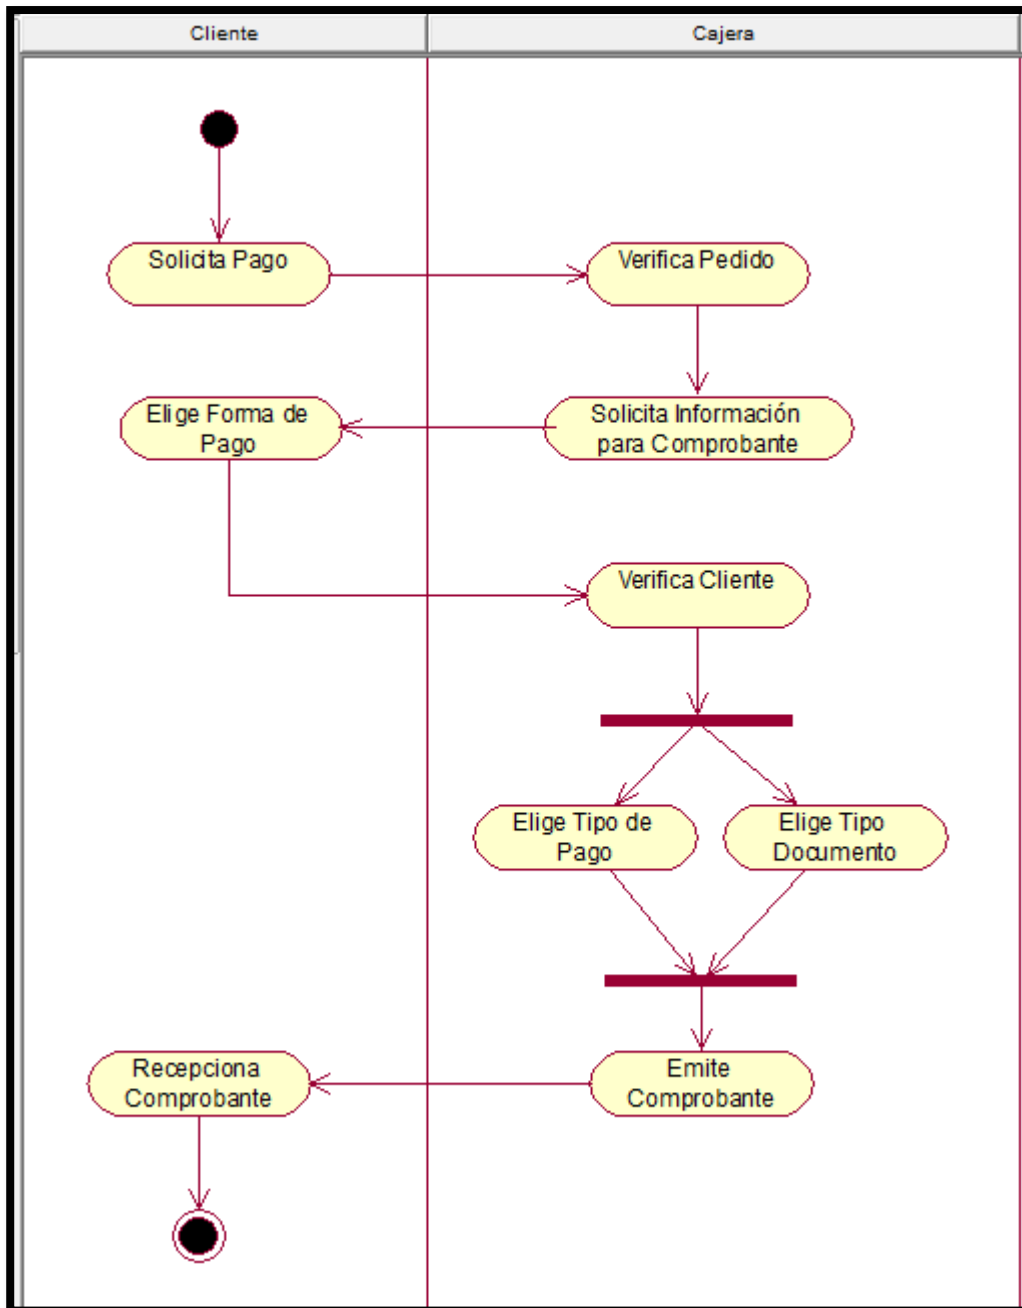 Cliente
Cajera
Solicita Pago
Verifica Pedido
Elige Forma de
Pago
Solicita Información
para Comprobante
Verifica Cliente
Elige Tipo de
Pago
Elige Tipo
Documento
Recepciona
Comprobante
Emite
Comprobante